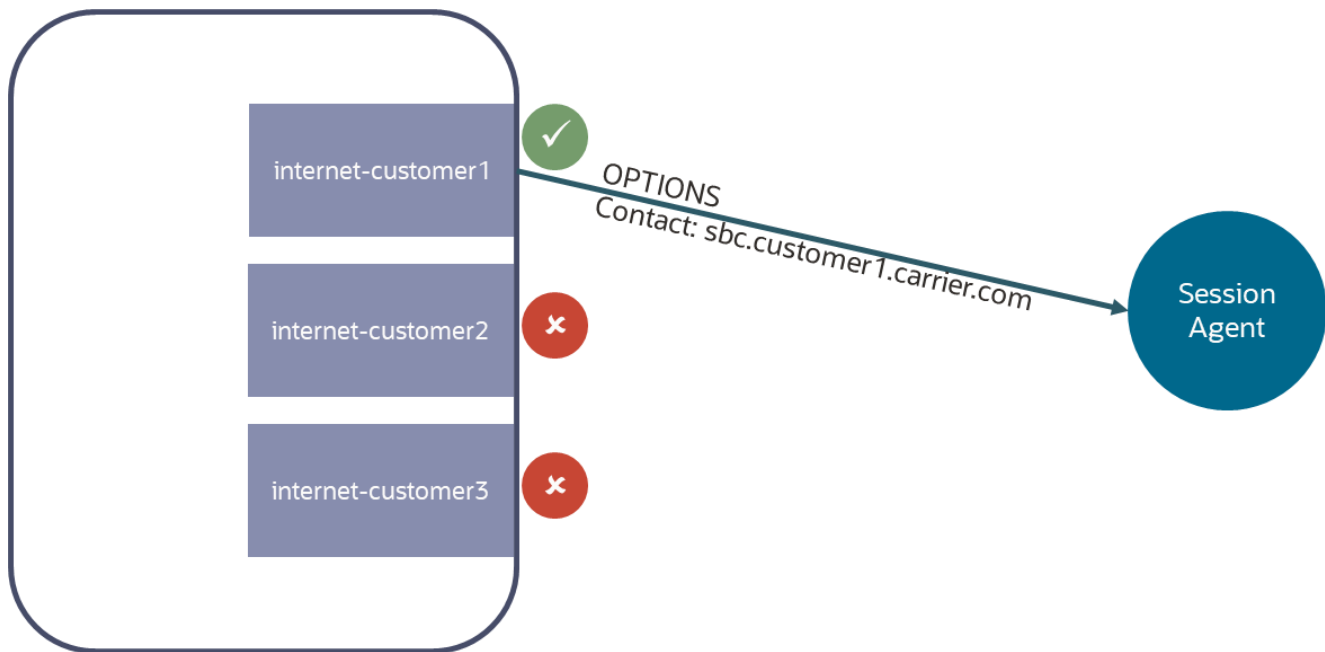 internet-customer1
OPTIONS
Contact: sbc.customer1.carrier.com
Session
Agent
internet-customer2
internet-customer3